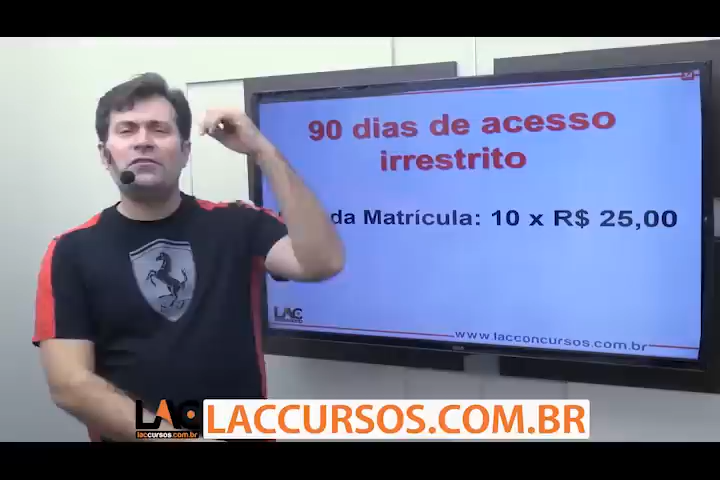 90 dias de acesso
irrestrito
da Matrícula: 10 x R$ 25,00
LAC
www.lacconcursos.com.br
LAC
laccursos.com.br
LACCURSOS.COM.BR